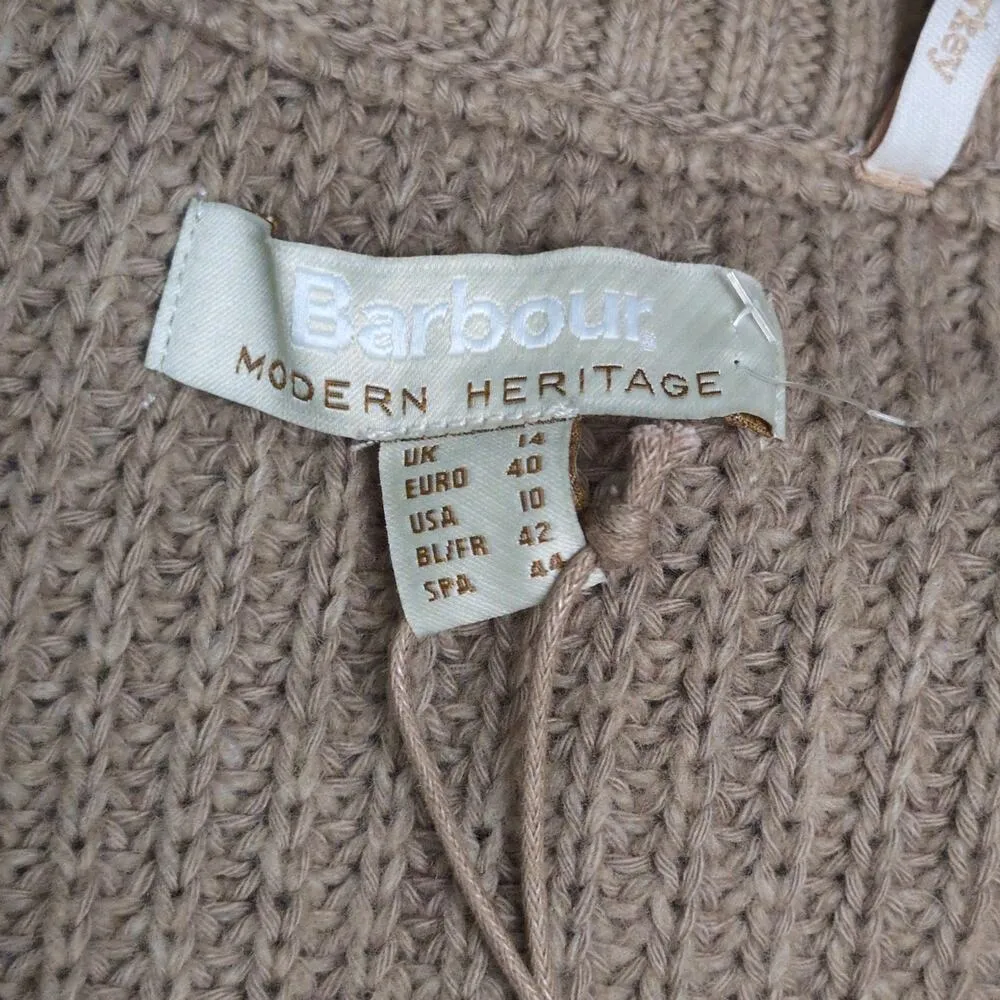 Barbour
MODERN HERITAGE
UK 14
EURO 40
USA 10
BL/FR 42
SPA 44